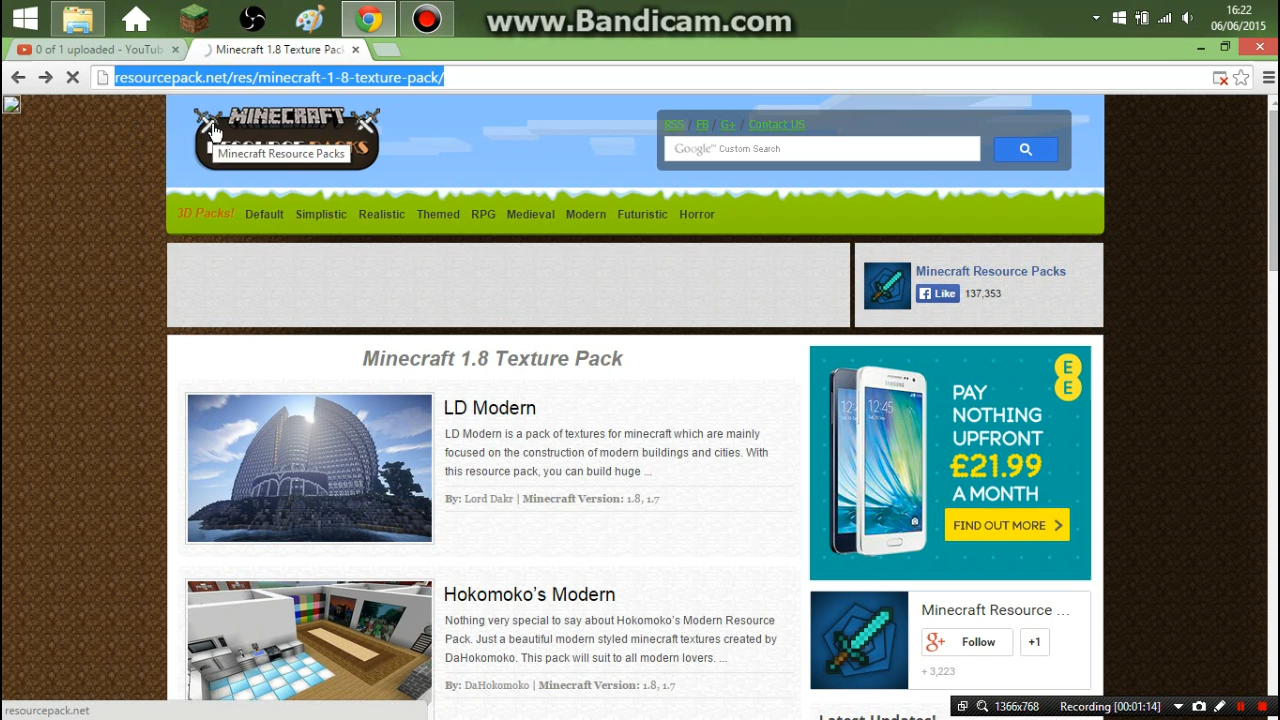 www.Bandicam.com
16:22
06/06/2015
0 of 1 uploaded - YouTub
Minecraft 1.8 Texture Pack
resourcepack.net/res/minecraft-1-8-texture-pack/
MINECRAFT
Minecraft Resource Packs
RSS / FB / G+ / Contact US
Google™ Custom Search
3D Packs! Default Simplistic Realistic Themed RPG Medieval Modern Futuristic Horror
Minecraft Resource Packs
Like 137,353
Minecraft 1.8 Texture Pack
LD Modern
LD Modern is a pack of textures for minecraft which are mainly
focused on the construction of modern buildings and cities. With
this resource pack, you can build huge ...
By: Lord Dakr | Minecraft Version: 1.8, 1.7
Hokomoko's Modern
Nothing very special to say about Hokomoko's Modern Resource
Pack. Just a beautiful modern styled minecraft textures created by
DaHokomoko. This pack will suit to all modern lovers. ...
By: DaHokomoko | Minecraft Version: 1.8, 1.7
EE
12:45
PAY
NOTHING
UPFRONT
£21.99
A MONTH
FIND OUT MORE
Minecraft Resource ...
g+ Follow +1
+ 3,223
Latest Updates!
resourcepack.net
1366x768 Recording [00:01:14]